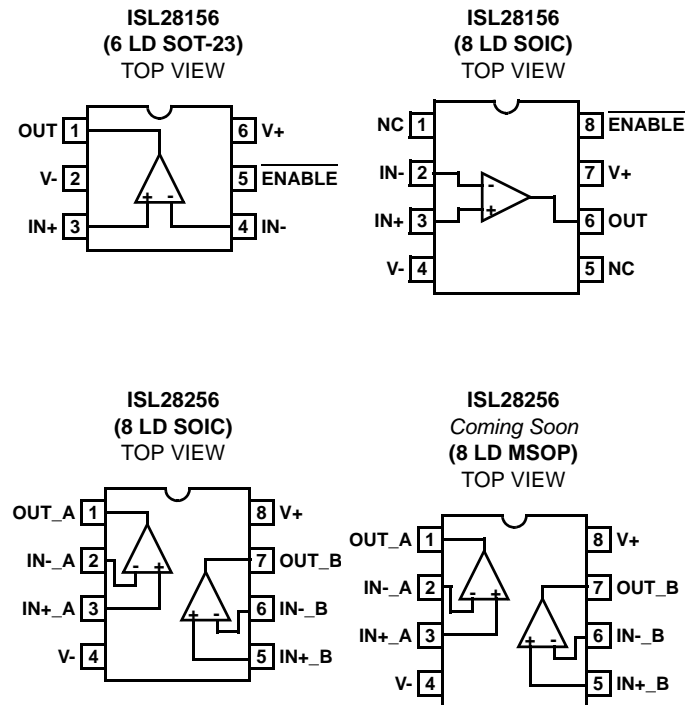 ISL28156
(6 LD SOT-23)
TOP VIEW
OUT 1
6 V+
V- 2
5 ENABLE
IN+ 3
4 IN-
+ -
ISL28156
(8 LD SOIC)
TOP VIEW
NC 1
8 ENABLE
IN- 2
7 V+
IN+ 3
6 OUT
V- 4
5 NC
-
+
ISL28256
(8 LD SOIC)
TOP VIEW
OUT_A 1
8 V+
IN-_A 2
7 OUT_B
IN+_A 3
6 IN-_B
V- 4
5 IN+_B
- +
+ -
ISL28256
Coming Soon
(8 LD MSOP)
TOP VIEW
OUT_A 1
8 V+
IN-_A 2
7 OUT_B
IN+_A 3
6 IN-_B
V- 4
5 IN+_B
- +
+ -